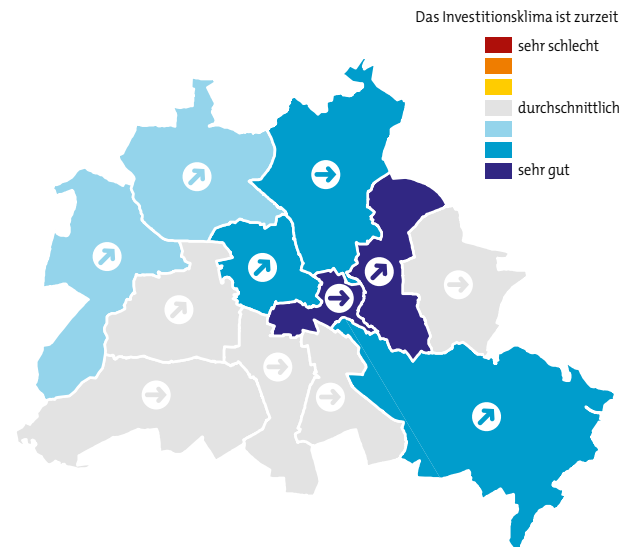 Das Investitionsklima ist zurzeit
sehr schlecht
durchschnittlich
sehr gut